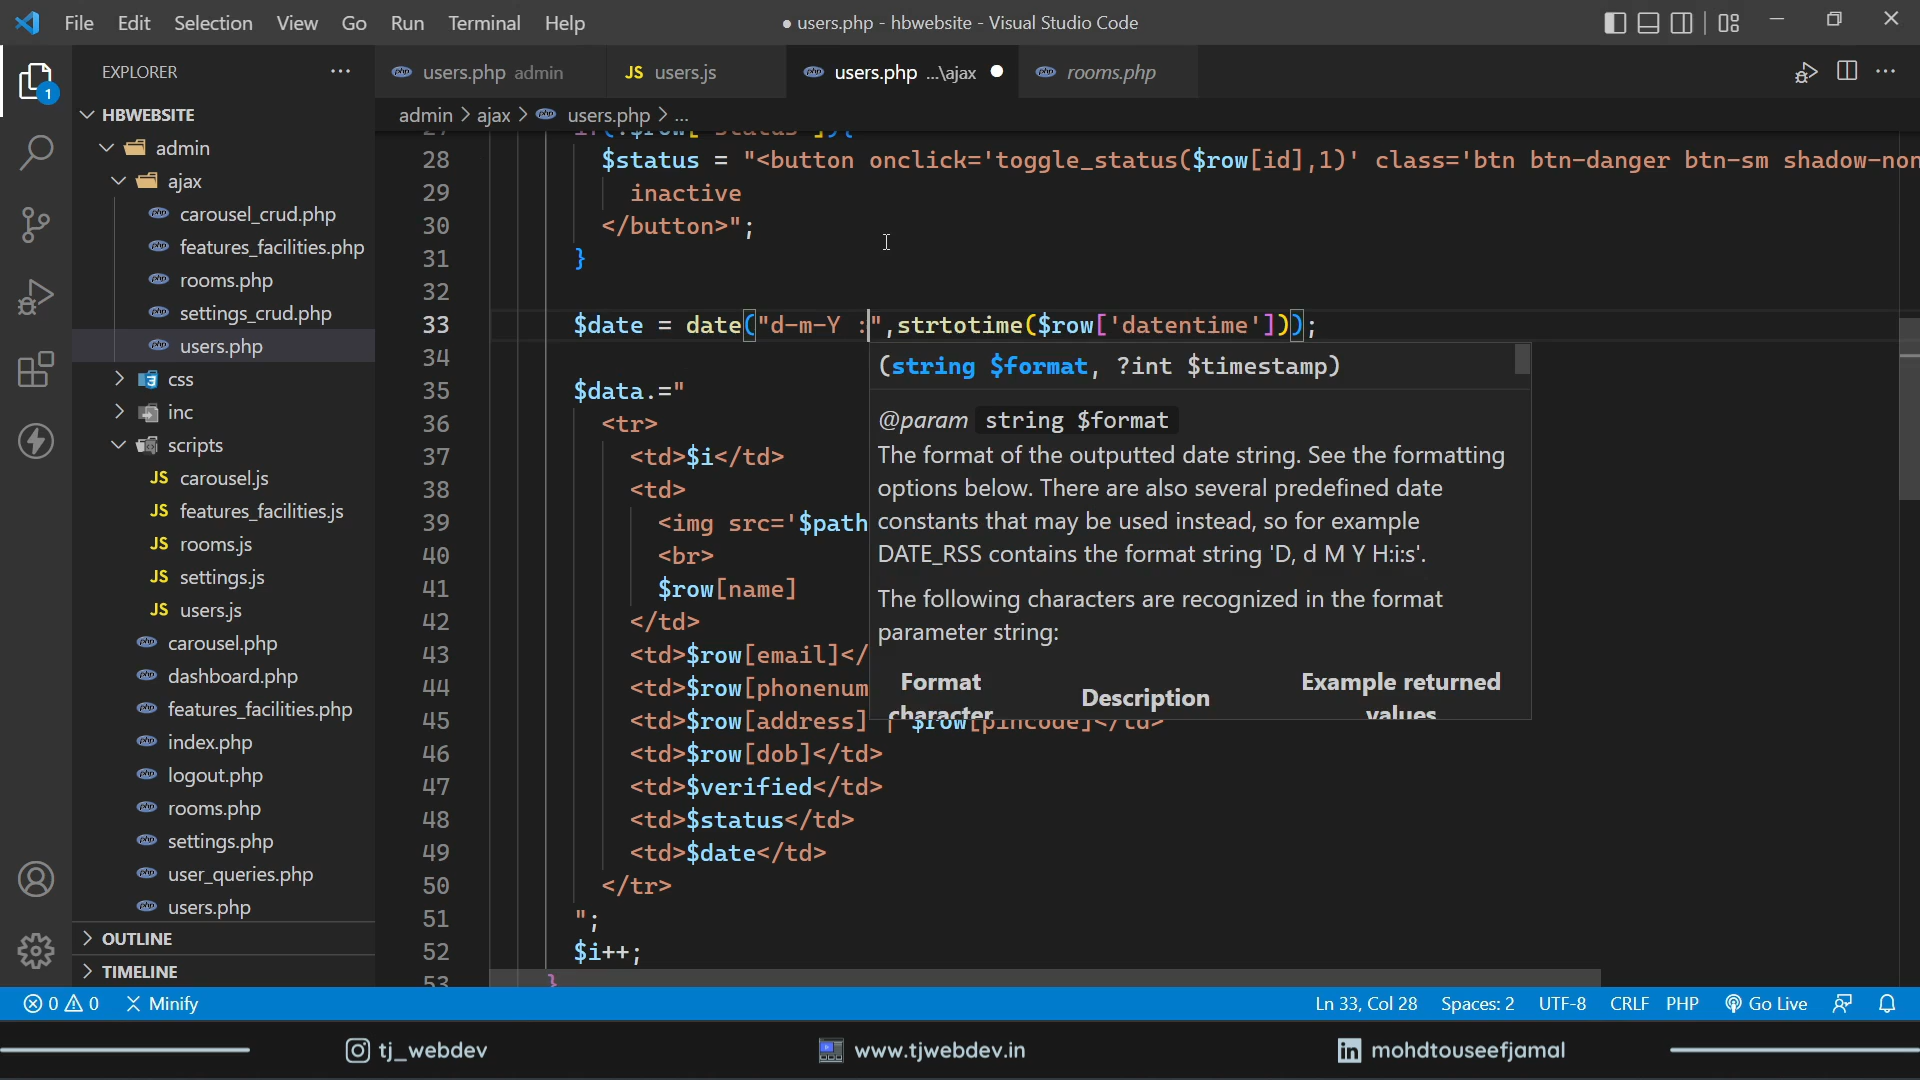 File Edit Selection View Go Run Terminal Help
● users.php - hbwebsite - Visual Studio Code
EXPLORER
1
HBWEBSITE
admin
ajax
carousel_crud.php
features_facilities.php
rooms.php
settings_crud.php
users.php
css
inc
scripts
JS carousel.js
JS features_facilities.js
JS rooms.js
JS settings.js
JS users.js
carousel.php
dashboard.php
features_facilities.php
index.php
logout.php
rooms.php
settings.php
user_queries.php
users.php
OUTLINE
TIMELINE
users.php admin JS users.js users.php ...\ajax ● rooms.php
admin > ajax > users.php > ...
28 $status = "<button onclick='toggle_status($row[id],1)' class='btn btn-danger btn-sm shadow-non
29 inactive
30 </button>";
31 }
32
33 $date = date("d-m-Y :",strtotime($row['datentime']));
34
35 $data.="
36 <tr>
37 <td>$i</td>
38 <td>
39 <img src='$path
40 <br>
41 $row[name]
42 </td>
43 <td>$row[email]</
44 <td>$row[phonenum
45 <td>$row[address] | $row[pincode]</td>
46 <td>$row[dob]</td>
47 <td>$verified</td>
48 <td>$status</td>
49 <td>$date</td>
50 </tr>
51 ";
52 $i++;
53 }
(string $format, ?int $timestamp)
@param string $format
The format of the outputted date string. See the formatting
options below. There are also several predefined date
constants that may be used instead, so for example
DATE_RSS contains the format string 'D, d M Y H:i:s'.
The following characters are recognized in the format
parameter string:
Format character Description Example returned values
0 0 Minify
Ln 33, Col 28 Spaces: 2 UTF-8 CRLF PHP Go Live
tj_webdev www.tjwebdev.in mohdtouseefjamal